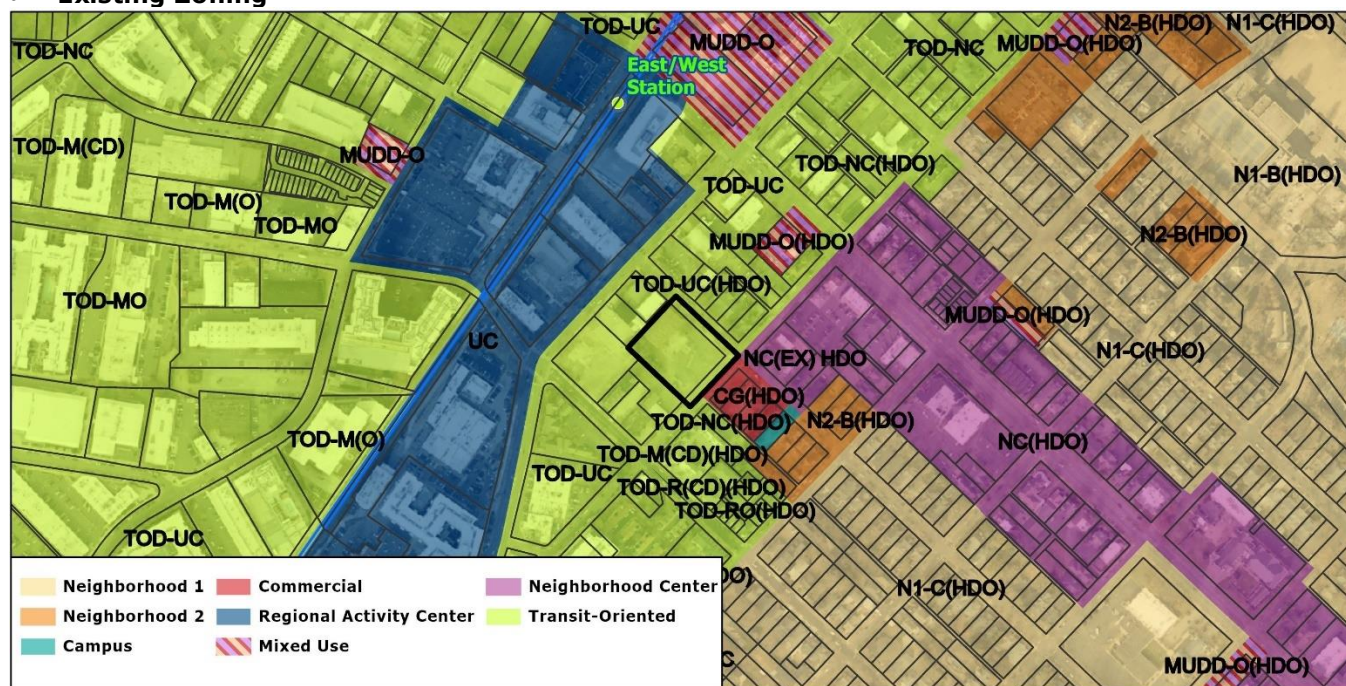 Existing Zoning
TOD-UC
MUDD-O
N2-B(HDO)
N1-C(HDO)
TOD-NC
TOD-NC
MUDD-O(HDO)
East/West
Station
TOD-M(CD)
MUDD-O
TOD-NC(HDO)
N1-B(HDO)
TOD-UC
TOD-M(O)
TOD-MO
N2-B(HDO)
MUDD-O(HDO)
TOD-UC(HDO)
TOD-MO
MUDD-O(HDO)
UC
N1-C(HDO)
NC(EX) HDO
CG(HDO)
TOD-NC(HDO)
N2-B(HDO)
TOD-M(O)
NC(HDO)
TOD-M(CD)(HDO)
TOD-UC
TOD-R(CD)(HDO)
TOD-RO(HDO)
TOD-UC
N1-C(HDO)
MUDD-O(HDO)
Neighborhood 1
Commercial
Neighborhood Center
Neighborhood 2
Regional Activity Center
Transit-Oriented
Campus
Mixed Use